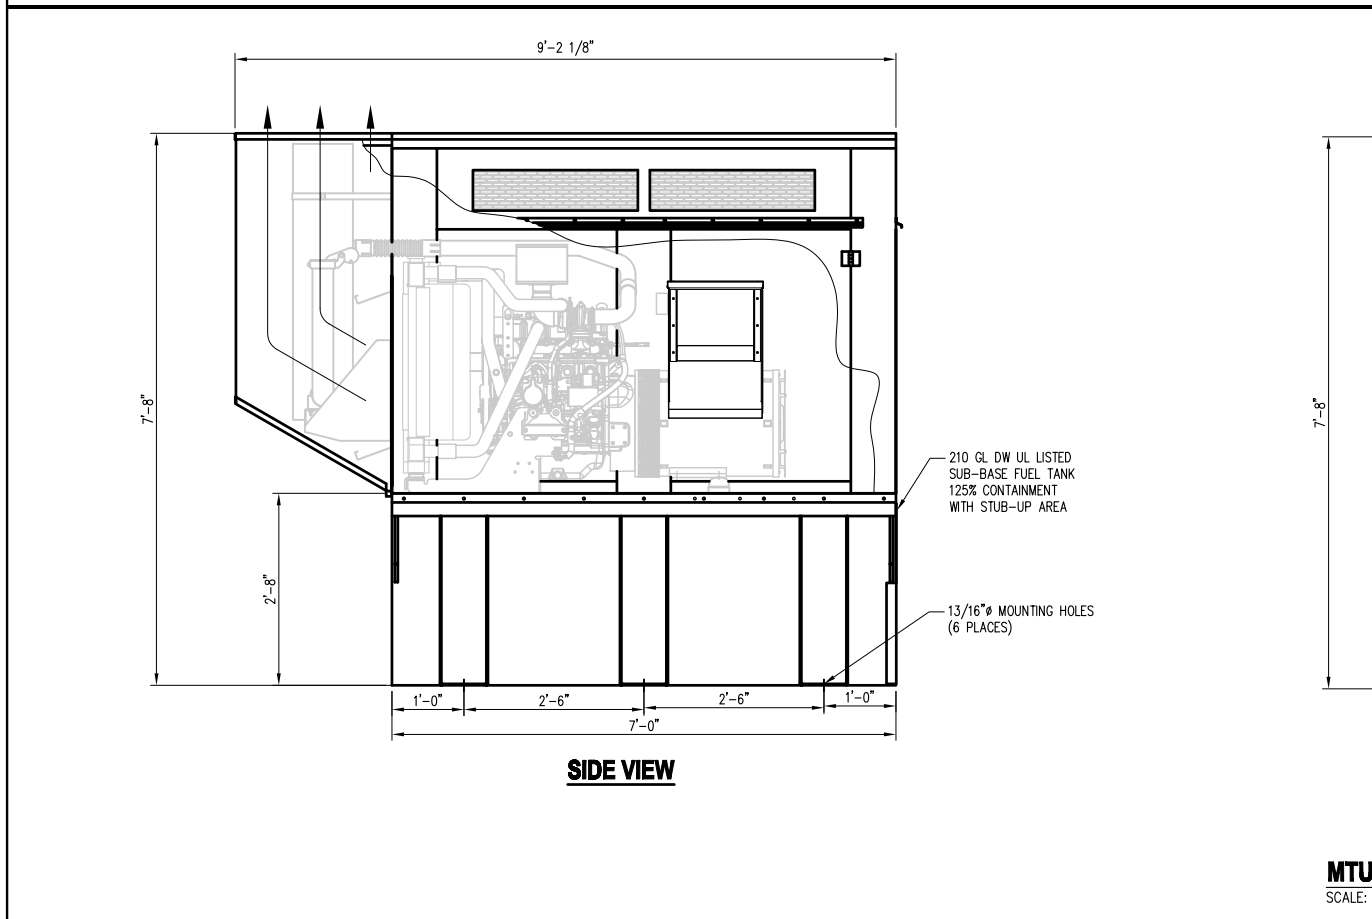 9'-2 1/8"
7'-8"
7'-8"
210 GL DW UL LISTED
SUB-BASE FUEL TANK
125% CONTAINMENT
WITH STUB-UP AREA
2'-8"
13/16"ø MOUNTING HOLES
(6 PLACES)
1'-0"
2'-6"
2'-6"
1'-0"
7'-0"
SIDE VIEW
MTU
SCALE: